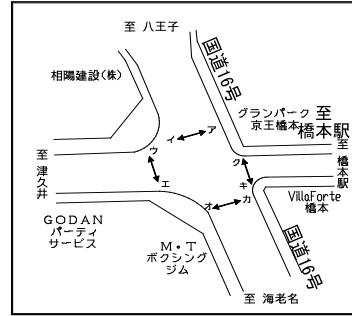 至 八王子
国道16号
相陽建設(株)
グランパーク
京王橋本
至
橋本駅
ア
イ
ウ
エ
オ
カ
キ
ク
至 津久井
至 橋本駅
GODAN
パーティ
サービス
VillaForte
橋本
M・T
ボクシング
ジム
国道16号
至 海老名